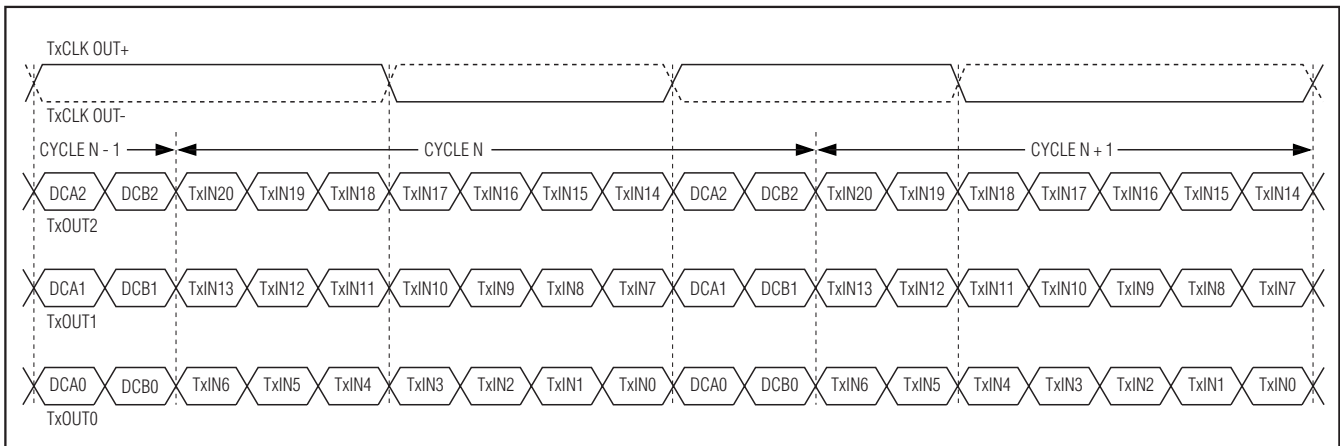 TxCLK OUT+
TxCLK OUT-
CYCLE N - 1 CYCLE N CYCLE N + 1
DCA2 DCB2 TxIN20 TxIN19 TxIN18 TxIN17 TxIN16 TxIN15 TxIN14 DCA2 DCB2 TxIN20 TxIN19 TxIN18 TxIN17 TxIN16 TxIN15 TxIN14
TxOUT2
DCA1 DCB1 TxIN13 TxIN12 TxIN11 TxIN10 TxIN9 TxIN8 TxIN7 DCA1 DCB1 TxIN13 TxIN12 TxIN11 TxIN10 TxIN9 TxIN8 TxIN7
TxOUT1
DCA0 DCB0 TxIN6 TxIN5 TxIN4 TxIN3 TxIN2 TxIN1 TxIN0 DCA0 DCB0 TxIN6 TxIN5 TxIN4 TxIN3 TxIN2 TxIN1 TxIN0
TxOUT0